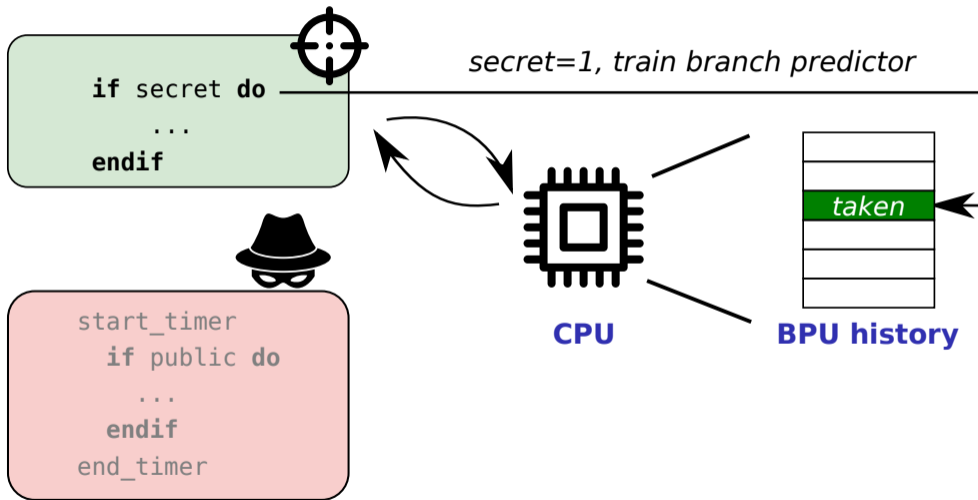 secret=1, train branch predictor
if secret do
...
endif
taken
CPU
BPU history
start_timer
if public do
...
endif
end_timer